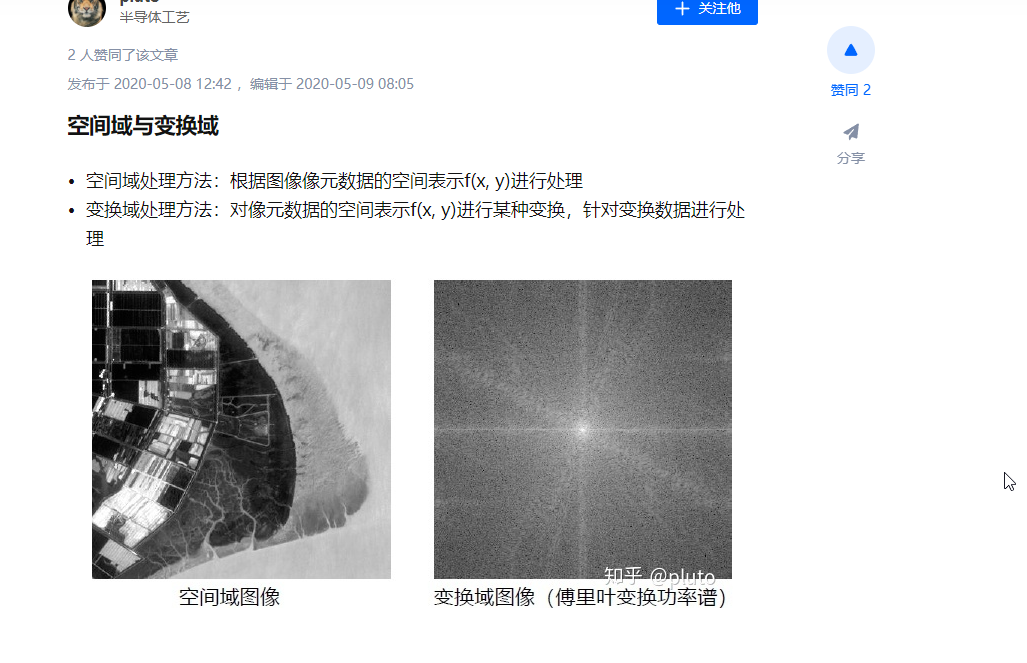 pluto
半导体工艺
关注他
2 人赞同了该文章
发布于 2020-05-08 12:42 ，编辑于 2020-05-09 08:05
赞同 2
分享
空间域与变换域
• 空间域处理方法：根据图像像元数据的空间表示f(x, y)进行处理
• 变换域处理方法：对像元数据的空间表示f(x, y)进行某种变换，针对变换数据进行处
理
知乎 @pluto
空间域图像
变换域图像（傅里叶变换功率谱）